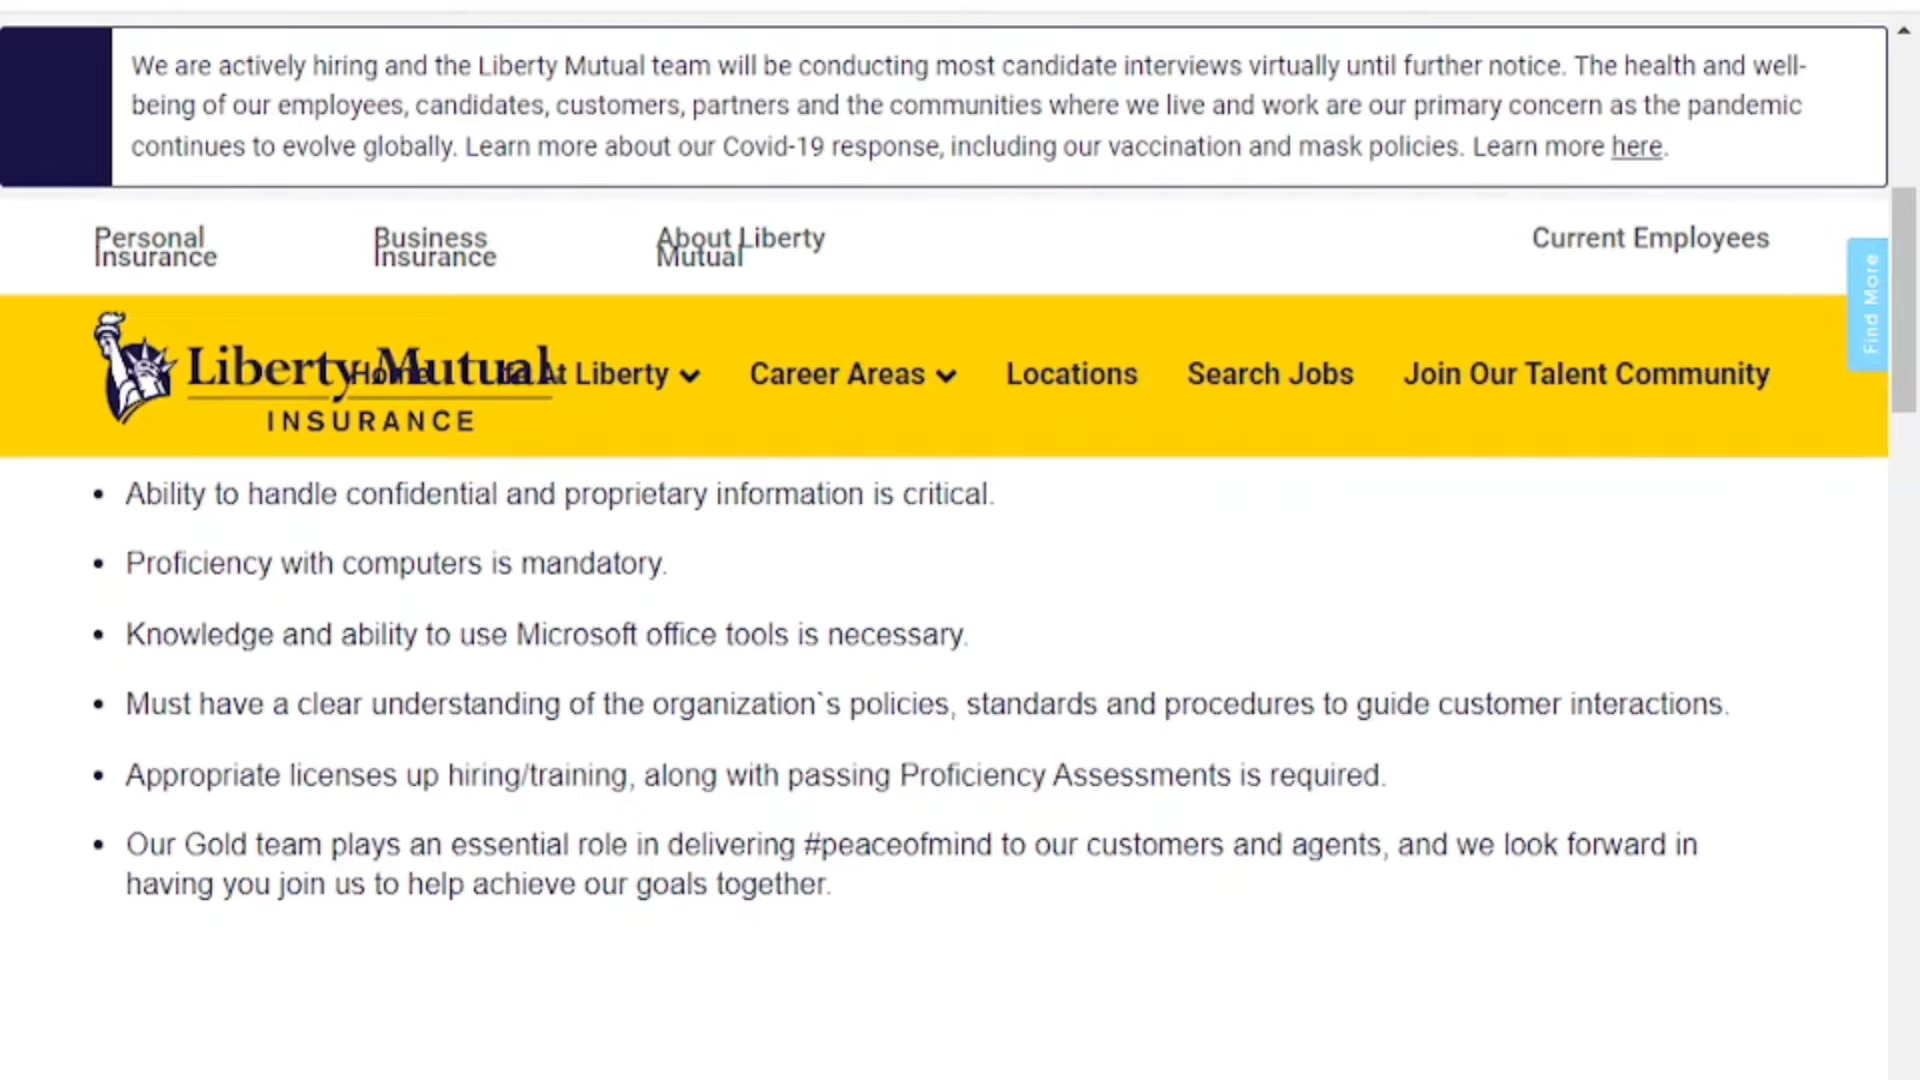 We are actively hiring and the Liberty Mutual team will be conducting most candidate interviews virtually until further notice. The health and well-
being of our employees, candidates, customers, partners and the communities where we live and work are our primary concern as the pandemic
continues to evolve globally. Learn more about our Covid-19 response, including our vaccination and mask policies. Learn more here.
Personal
Insurance
Business
Insurance
About Liberty
Mutual
Current Employees
Find More
Liberty Mutual
INSURANCE
Home
At Liberty
Career Areas
Locations
Search Jobs
Join Our Talent Community
• Ability to handle confidential and proprietary information is critical.
• Proficiency with computers is mandatory.
• Knowledge and ability to use Microsoft office tools is necessary.
• Must have a clear understanding of the organization`s policies, standards and procedures to guide customer interactions.
• Appropriate licenses up hiring/training, along with passing Proficiency Assessments is required.
• Our Gold team plays an essential role in delivering #peaceofmind to our customers and agents, and we look forward in
having you join us to help achieve our goals together.